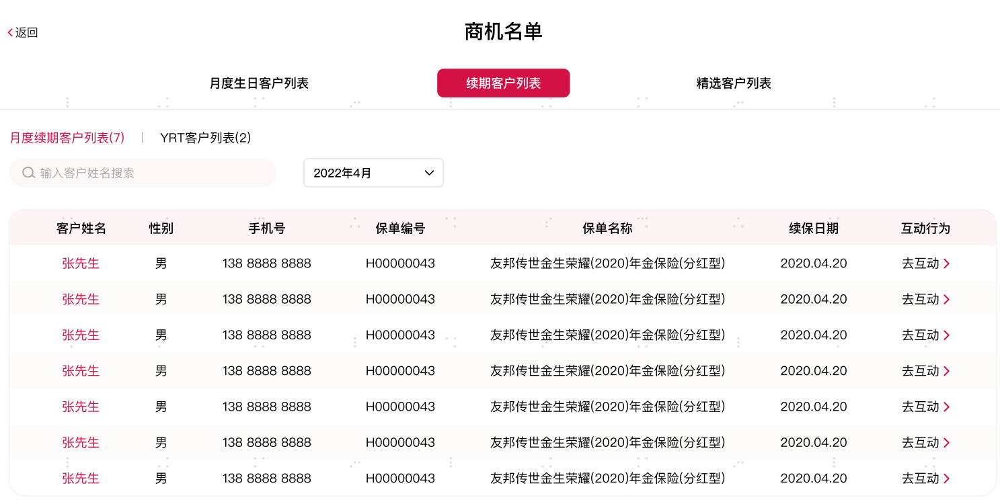 返回
商机名单
月度生日客户列表 续期客户列表 精选客户列表
月度续期客户列表(7) | YRT客户列表(2)
输入客户姓名搜索 2022年4月
客户姓名 性别 手机号 保单编号 保单名称 续保日期 互动行为
张先生 男 138 8888 8888 H00000043 友邦传世金生荣耀(2020)年金保险(分红型) 2020.04.20 去互动
张先生 男 138 8888 8888 H00000043 友邦传世金生荣耀(2020)年金保险(分红型) 2020.04.20 去互动
张先生 男 138 8888 8888 H00000043 友邦传世金生荣耀(2020)年金保险(分红型) 2020.04.20 去互动
张先生 男 138 8888 8888 H00000043 友邦传世金生荣耀(2020)年金保险(分红型) 2020.04.20 去互动
张先生 男 138 8888 8888 H00000043 友邦传世金生荣耀(2020)年金保险(分红型) 2020.04.20 去互动
张先生 男 138 8888 8888 H00000043 友邦传世金生荣耀(2020)年金保险(分红型) 2020.04.20 去互动
张先生 男 138 8888 8888 H00000043 友邦传世金生荣耀(2020)年金保险(分红型) 2020.04.20 去互动